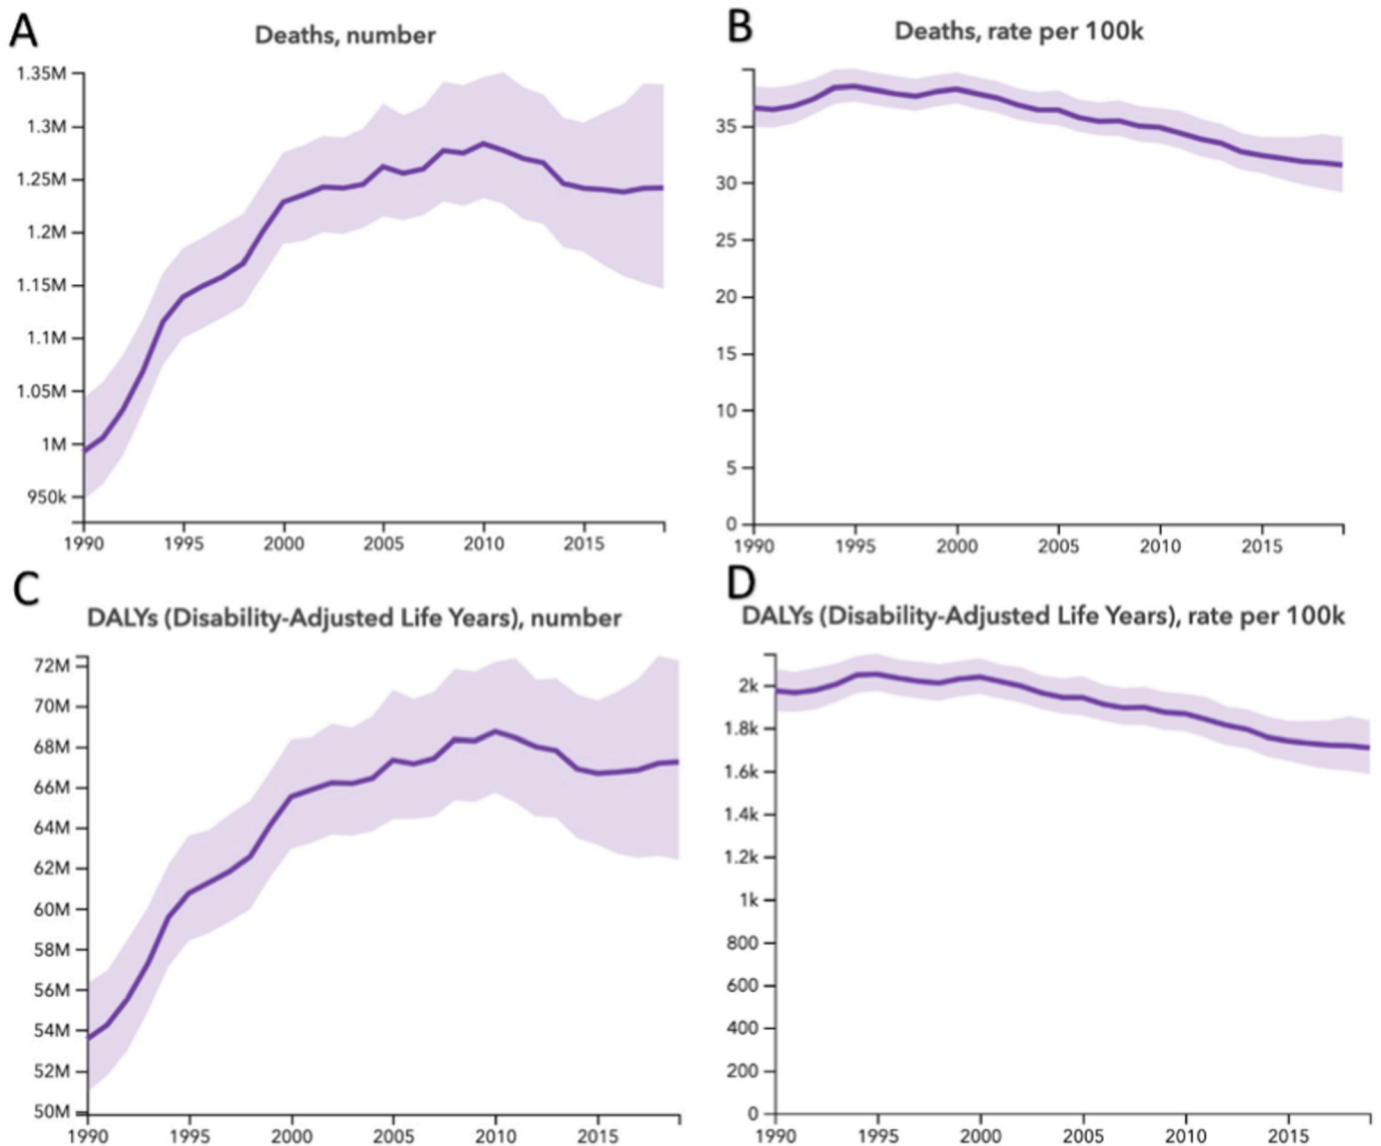 A
Deaths, number
1.35M
1.3M
1.25M
1.2M
1.15M
1.1M
1.05M
1M
950k
1990 1995 2000 2005 2010 2015
B
Deaths, rate per 100k
35
30
25
20
15
10
5
0
1990 1995 2000 2005 2010 2015
C
DALYs (Disability-Adjusted Life Years), number
72M
70M
68M
66M
64M
62M
60M
58M
56M
54M
52M
50M
1990 1995 2000 2005 2010 2015
D
DALYs (Disability-Adjusted Life Years), rate per 100k
2k
1.8k
1.6k
1.4k
1.2k
1k
800
600
400
200
0
1990 1995 2000 2005 2010 2015